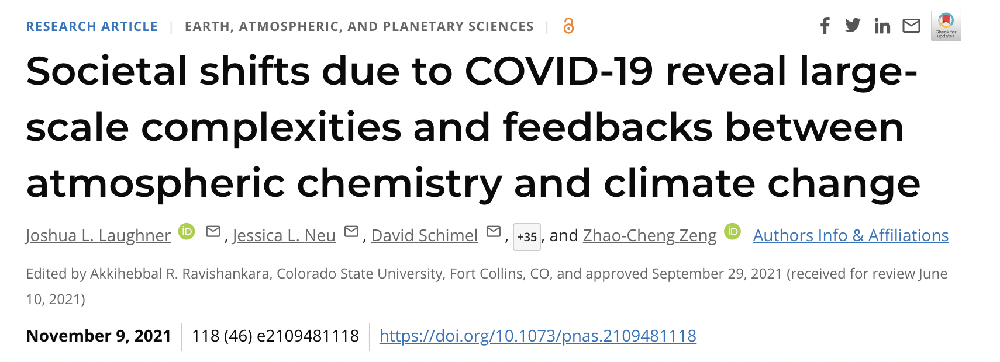 RESEARCH ARTICLE | EARTH, ATMOSPHERIC, AND PLANETARY SCIENCES |
Check for
updates
Societal shifts due to COVID-19 reveal large-
scale complexities and feedbacks between
atmospheric chemistry and climate change
Joshua L. Laughner iD , Jessica L. Neu , David Schimel , +35 , and Zhao-Cheng Zeng iD Authors Info & Affiliations
Edited by Akkihebbal R. Ravishankara, Colorado State University, Fort Collins, CO, and approved September 29, 2021 (received for review June
10, 2021)
November 9, 2021 | 118 (46) e2109481118 | https://doi.org/10.1073/pnas.2109481118